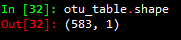 In [32]: otu_table.shape
Out[32]: (583, 1)